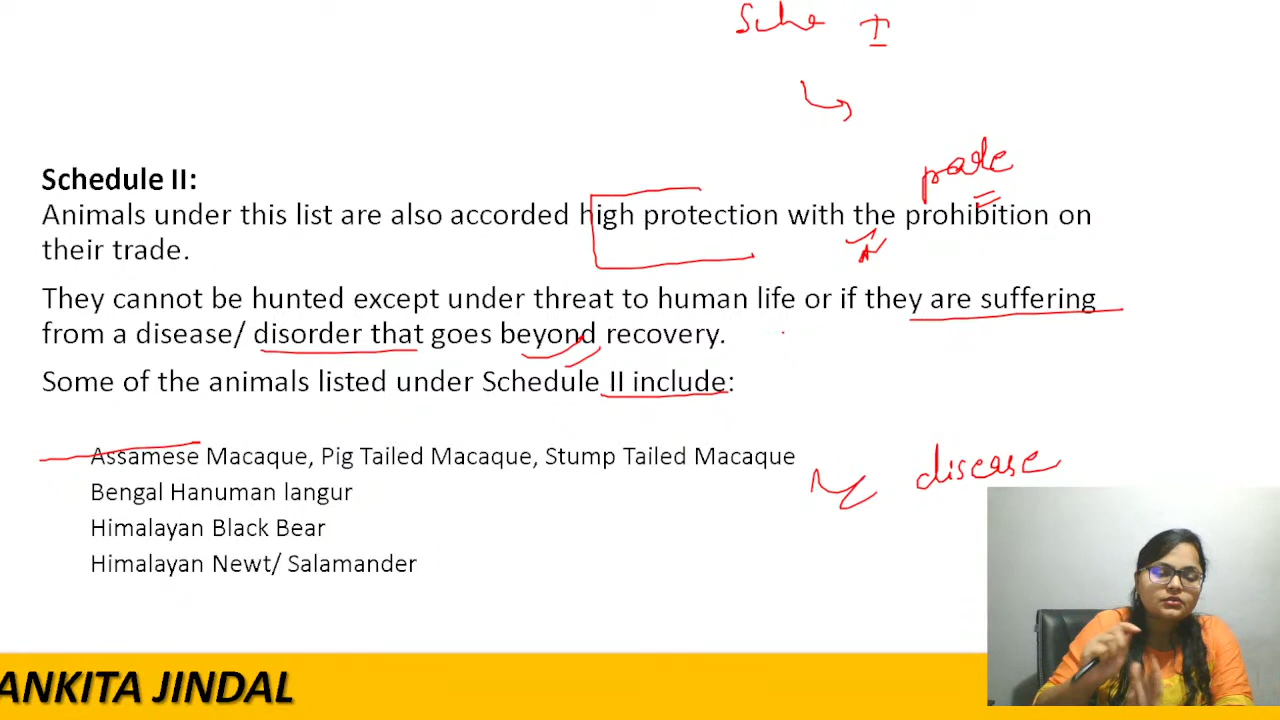 Sche I
Schedule II:
Animals under this list are also accorded high protection with the prohibition on
their trade.
They cannot be hunted except under threat to human life or if they are suffering
from a disease/ disorder that goes beyond recovery.
Some of the animals listed under Schedule II include:
Assamese Macaque, Pig Tailed Macaque, Stump Tailed Macaque
Bengal Hanuman langur
Himalayan Black Bear
Himalayan Newt/ Salamander
disease
ANKITA JINDAL